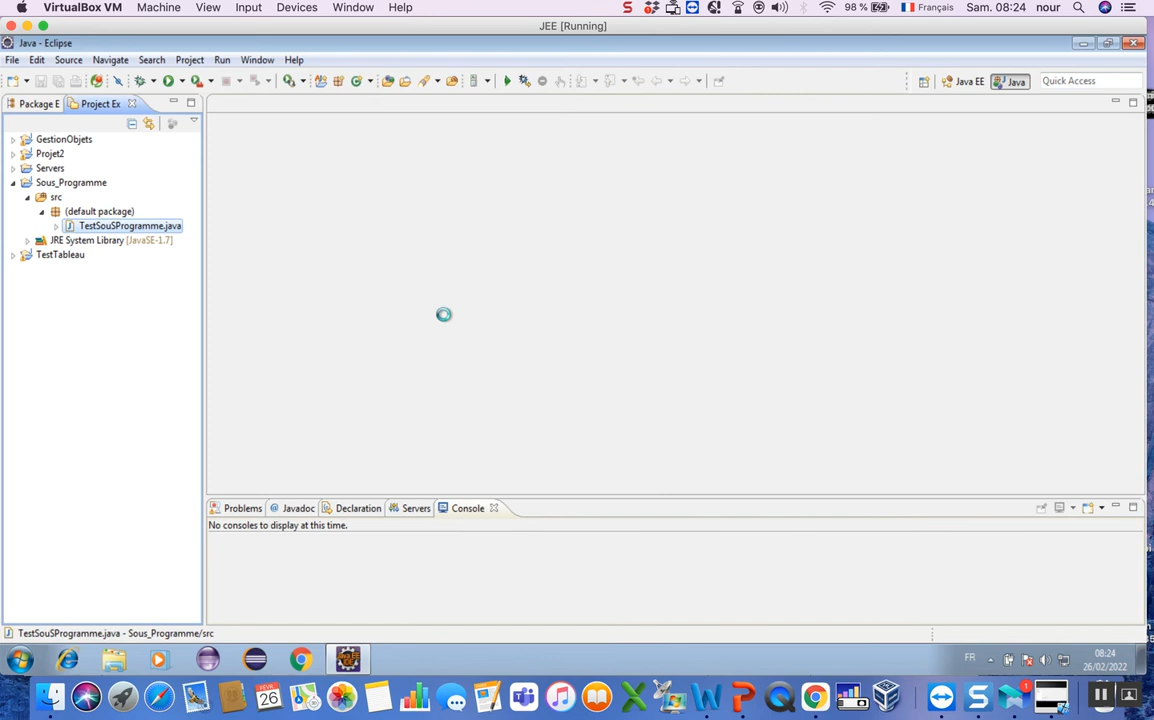 VirtualBox VM Machine View Input Devices Window Help 98 % Français Sam. 08:24 nour
JEE [Running]
Java - Eclipse
File Edit Source Navigate Search Project Run Window Help
Java EE Java Quick Access
Package E Project Ex
GestionObjets
Projet2
Servers
Sous_Programme
src
(default package)
TestSouSProgramme.java
JRE System Library [JavaSE-1.7]
TestTableau
Problems Javadoc Declaration Servers Console
No consoles to display at this time.
TestSouSProgramme.java - Sous_Programme/src
FR 08:24
26/02/2022